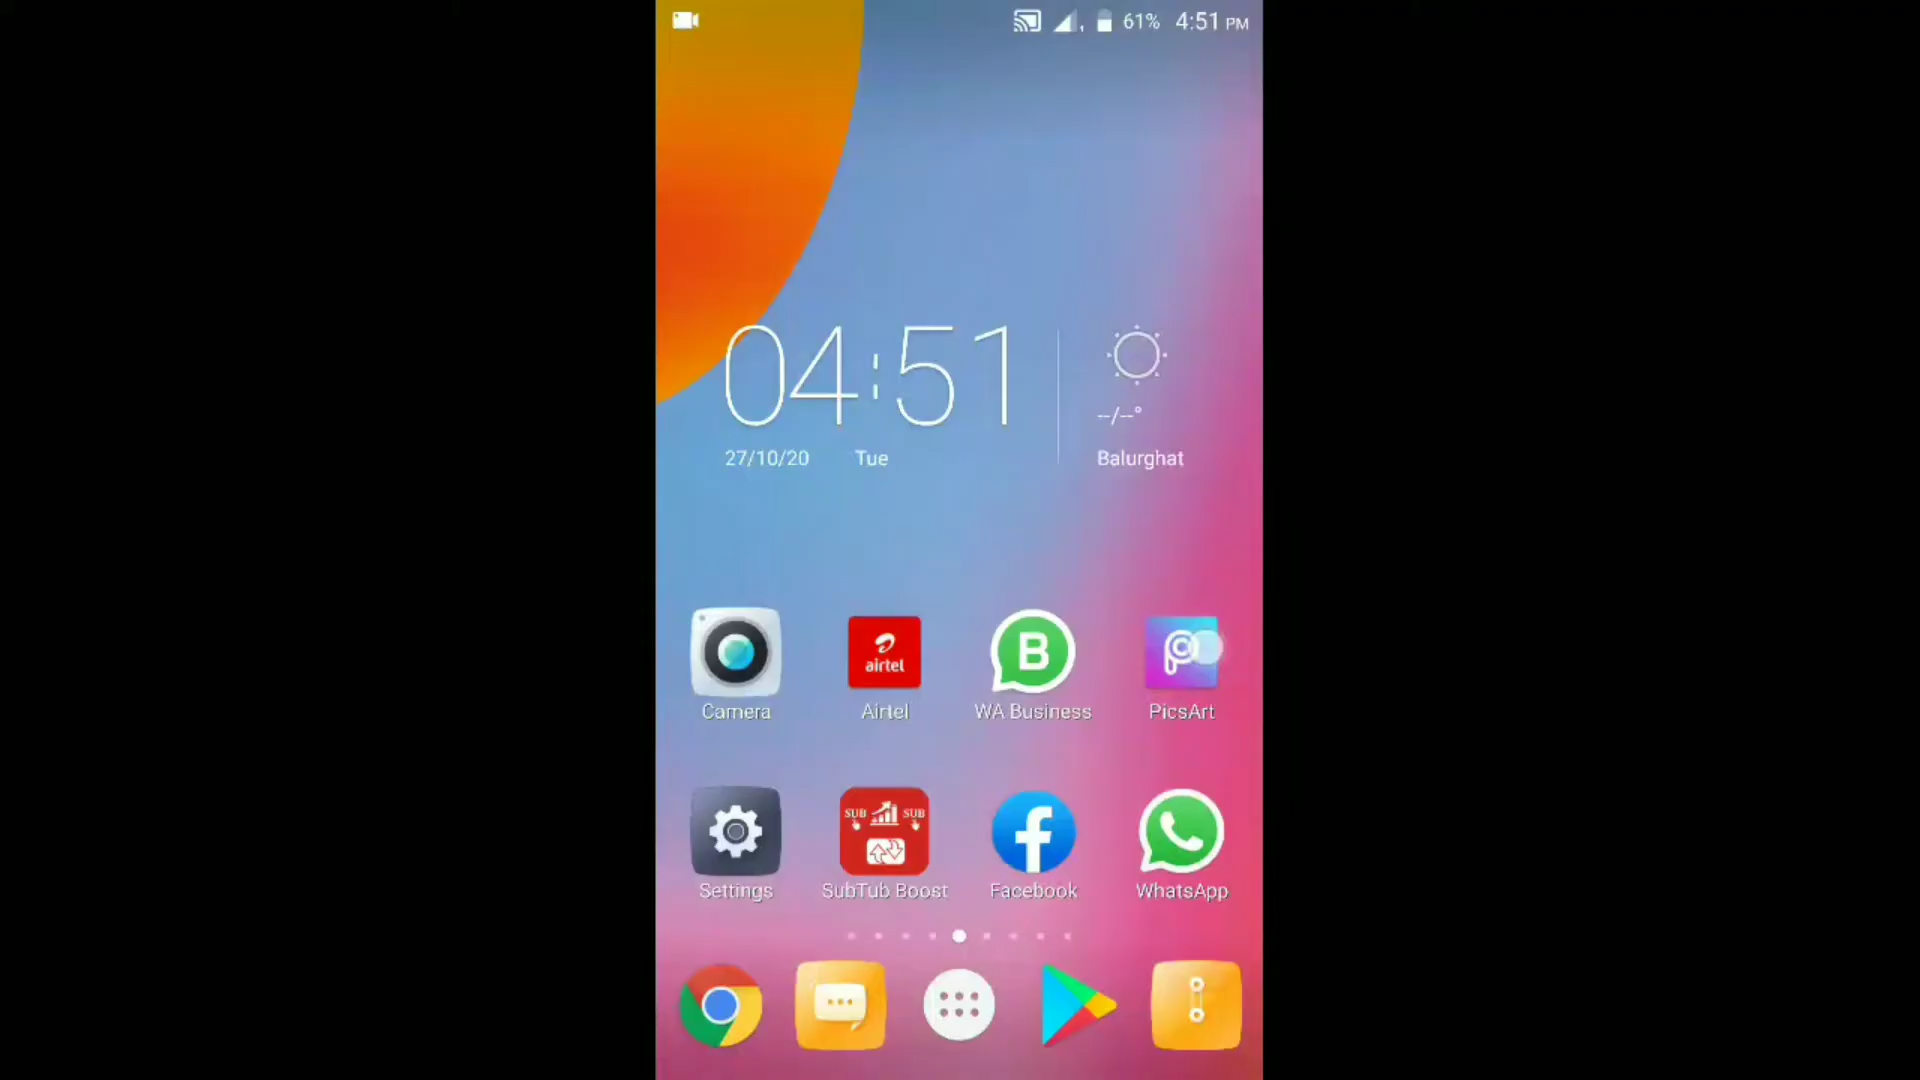 61% 4:51 PM
04:51
--/--°
27/10/20 Tue
Balurghat
airtel
B
Camera
Airtel
WA Business
PicsArt
SUB SUB
Settings
SubTub Boost
Facebook
WhatsApp